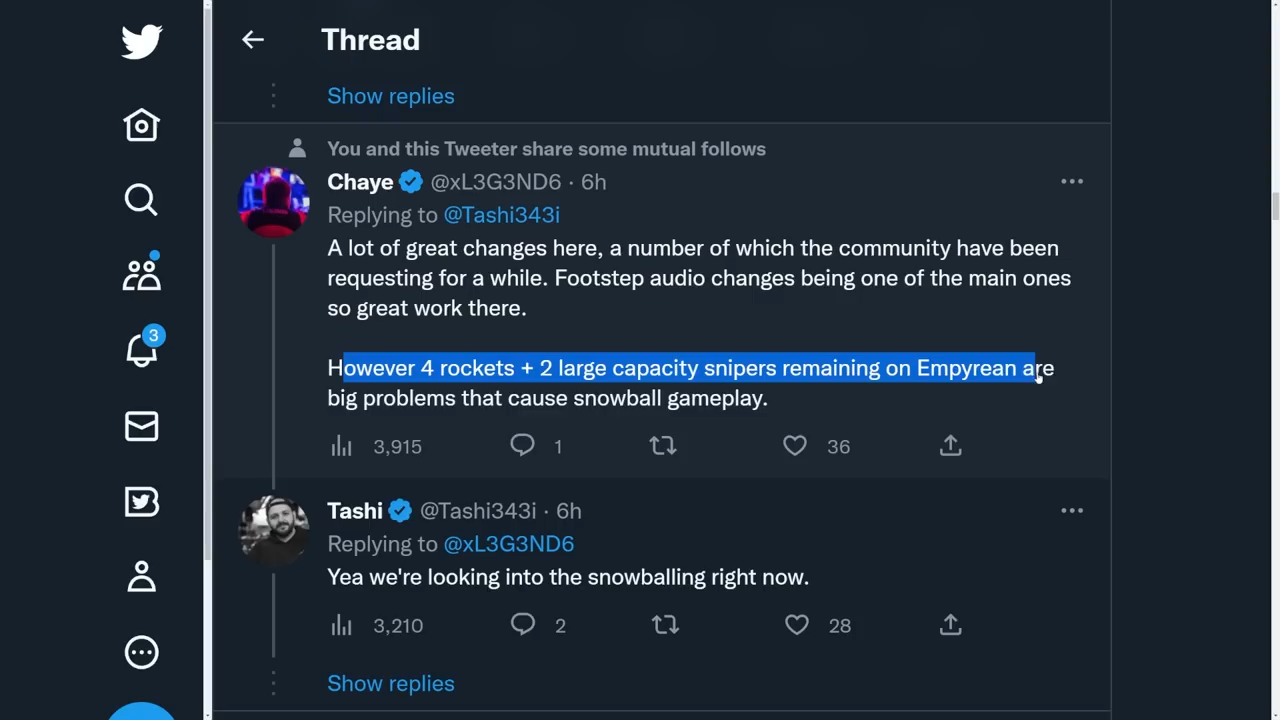 Thread
Show replies
You and this Tweeter share some mutual follows
Chaye @xL3G3ND6 · 6h
Replying to @Tashi343i
A lot of great changes here, a number of which the community have been
requesting for a while. Footstep audio changes being one of the main ones
so great work there.
However 4 rockets + 2 large capacity snipers remaining on Empyrean are
big problems that cause snowball gameplay.
3,915 1 36
3
Tashi @Tashi343i · 6h
Replying to @xL3G3ND6
Yea we're looking into the snowballing right now.
3,210 2 28
Show replies